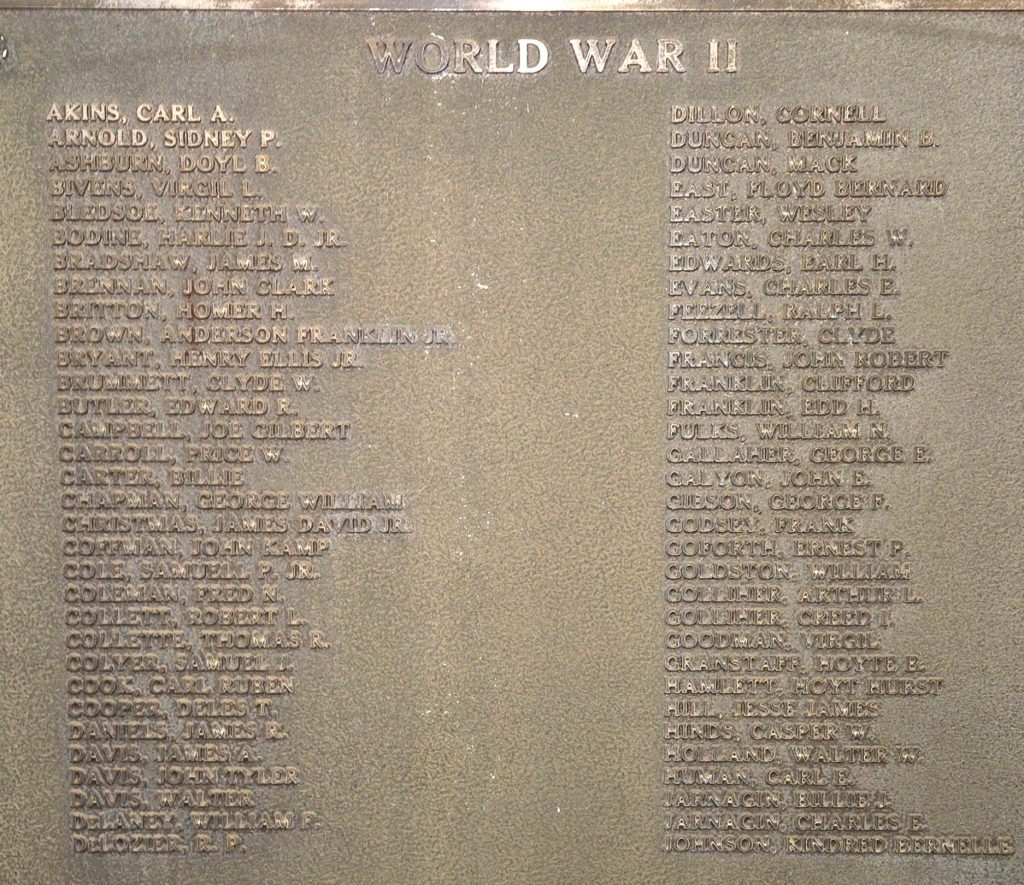 WORLD WAR II
AKINS, CARL A.
ARNOLD, SIDNEY P.
ASHBURN, DOYL B.
BIVENS, VIRGIL L.
BLEDSOE, KENNETH W.
BODINE, HARLIE J. D. JR.
BRADSHAW, JAMES M.
BRENNAN, JOHN CLARK
BRITTON, HOMER H.
BROWN, ANDERSON FRANKLIN JR.
BRYANT, HENRY ELLIS JR.
BRUMMETT, CLYDE W.
BUTLER, EDWARD R.
CAMPBELL, JOE GILBERT
CARROLL, PRICE W.
CARTER, BILLIE
CHAPMAN, GEORGE WILLIAM
CHRISTMAS, JAMES DAVID JR.
COFFMAN, JOHN KAMP
COLE, SAMUELL P. JR.
COLEMAN, FRED N.
COLLETT, ROBERT L.
COLLETTE, THOMAS R.
COLYER, SAMUEL J.
COOK, CARL RUBEN
COOPER, DELES T.
DANIELS, JAMES R.
DAVIS, JAMES A.
DAVIS, JOHN TYLER
DAVIS, WALTER
DeLANEY, WILLIAM F.
DeLOZIER, R. P.
DILLON, CORNELL
DUNCAN, BENJAMIN B.
DUNCAN, MACK
EAST, FLOYD BERNARD
EASTER, WESLEY
EATON, CHARLES W.
EDWARDS, EARL H.
EVANS, CHARLES E.
FEEZELL, RALPH L.
FORRESTER, CLYDE
FRANCIS, JOHN ROBERT
FRANKLIN, CLIFFORD
FRANKLIN, EDD H.
FULKS, WILLIAM N.
GALLAHER, GEORGE E.
GALYON, JOHN E.
GIBSON, GEORGE F.
GODSEY, FRANK
GOFORTH, ERNEST P.
GOLDSTON, WILLIAM
GOLLIHER, ARTHUR L.
GOLLIHER, CREED I.
GOODMAN, VIRGIL
GRANSTAFF, HOYTE E.
HAMLETT, HOYT HURST
HILL, JESSE JAMES
HINDS, CASPER W.
HOLLAND, WALTER W.
HUMAN, CARL E.
JARNAGIN, BILLIE J.
JARNAGIN, CHARLES E.
JOHNSON, KINDRED BERNELLE